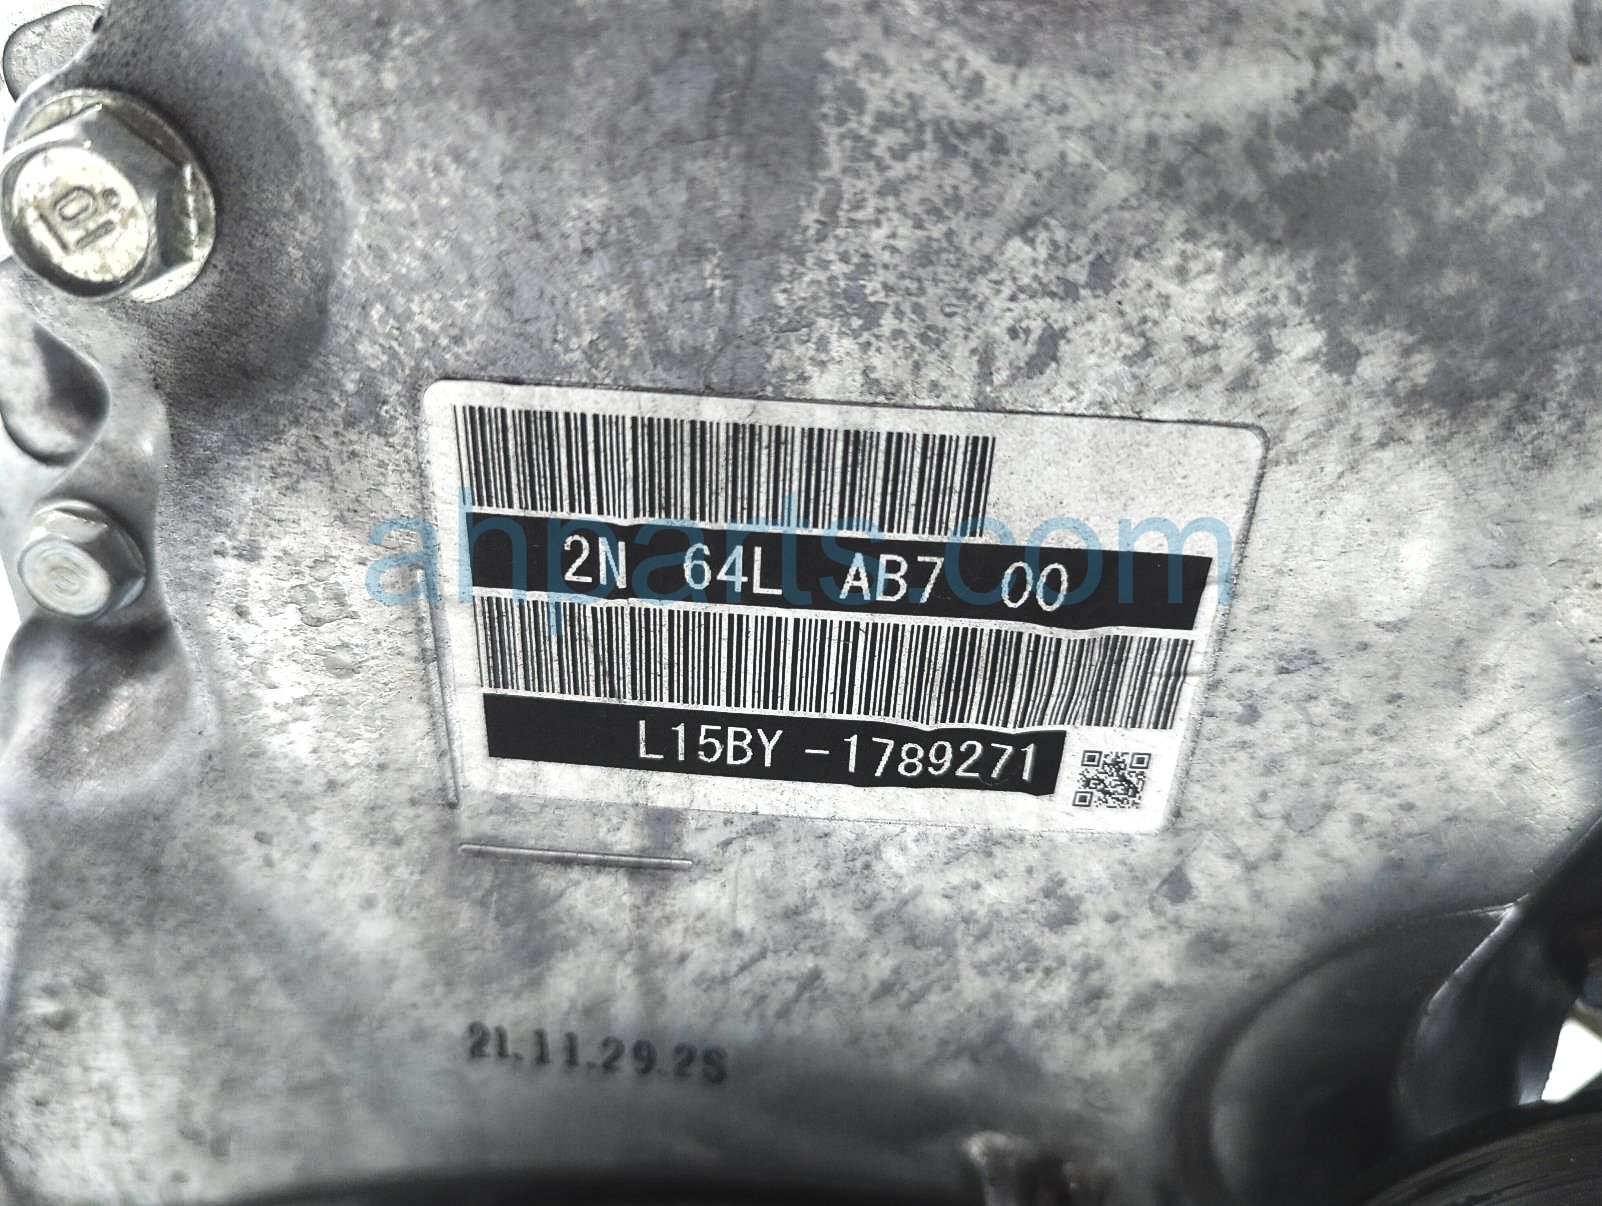 2N 64L AB7 00
L15BY-1789271
ahparts.com
21.11.29.2S